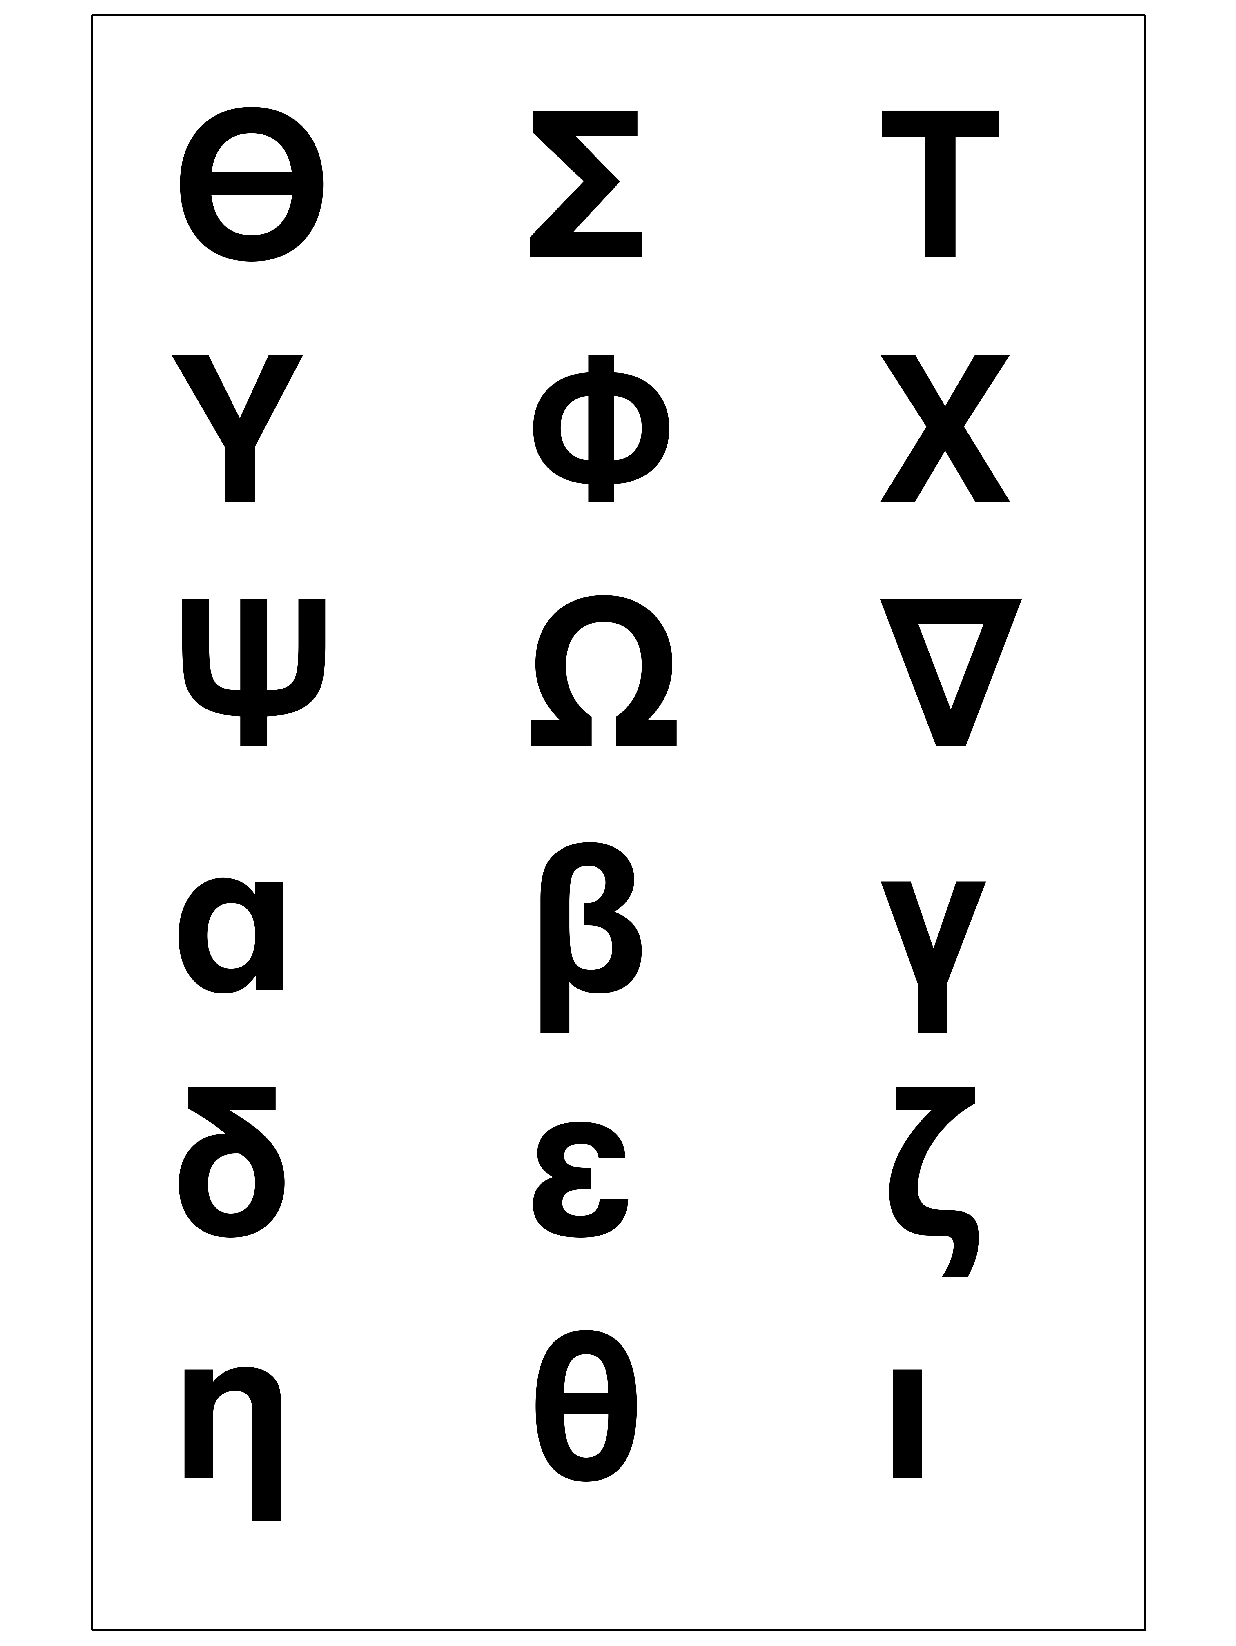 Θ Σ Τ
Υ Φ Χ
Ψ Ω ∇
α β γ
δ ε ζ
η θ ι